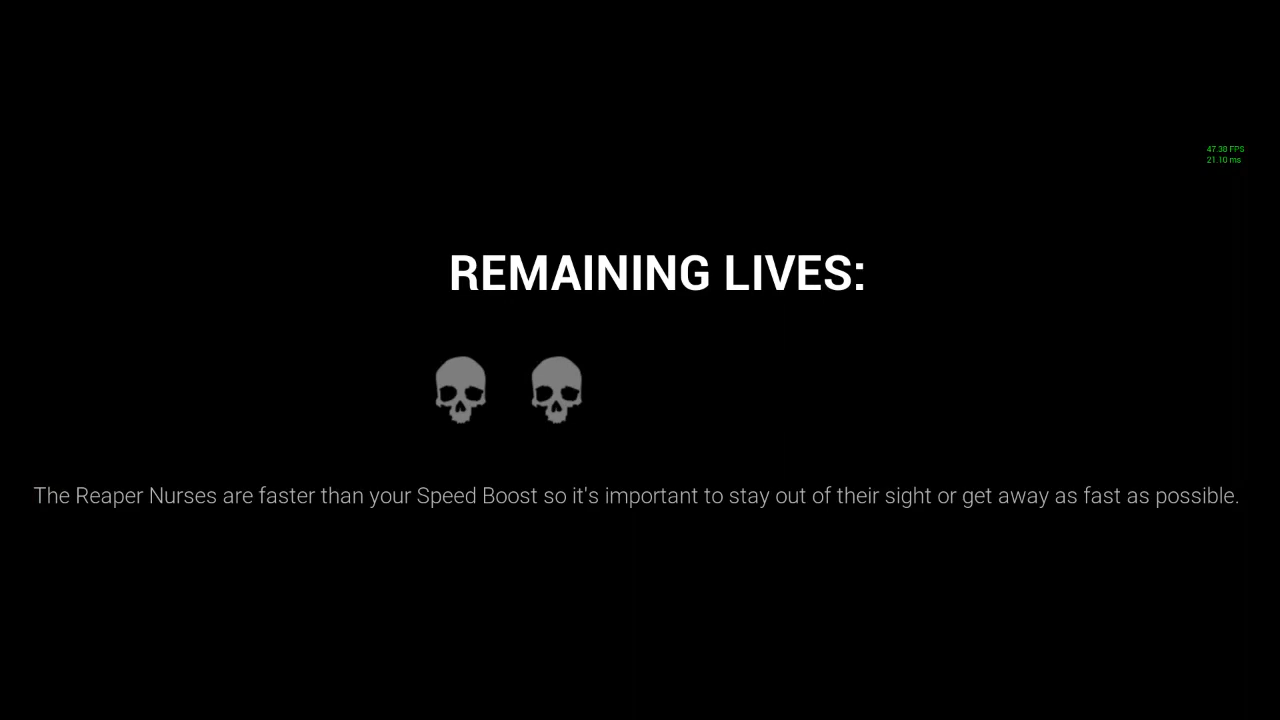 47.38 FPS
21.10 ms
REMAINING LIVES:
The Reaper Nurses are faster than your Speed Boost so it's important to stay out of their sight or get away as fast as possible.